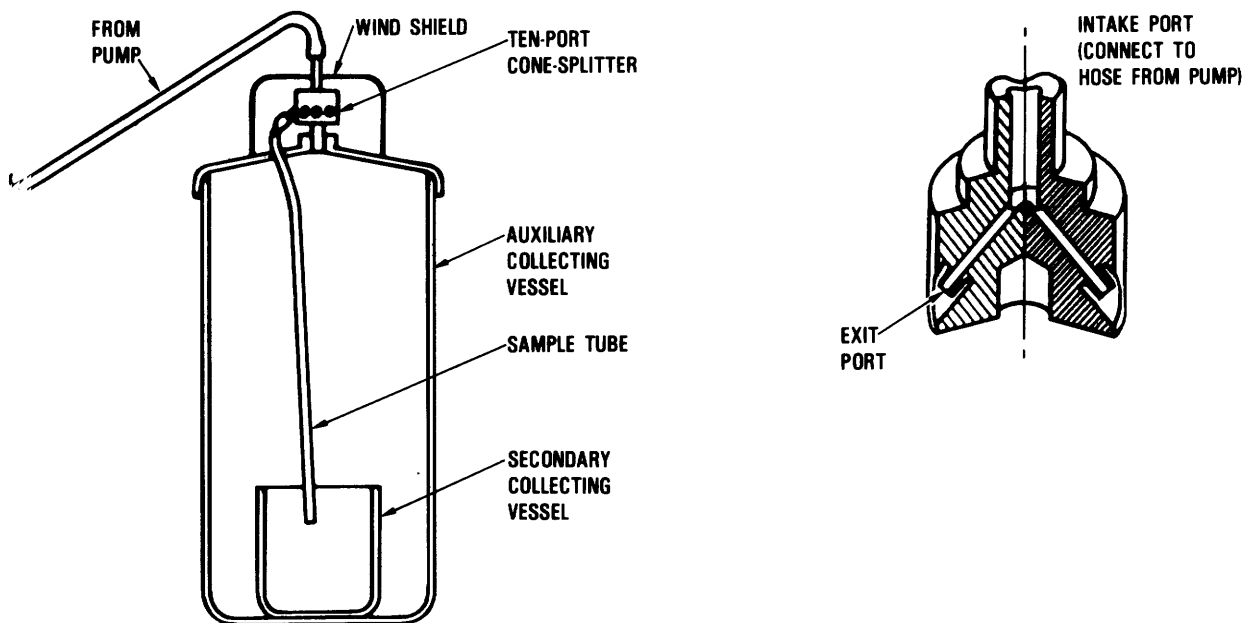 FROM
PUMP
WIND SHIELD
TEN-PORT
CONE-SPLITTER
AUXILIARY
COLLECTING
VESSEL
SAMPLE TUBE
SECONDARY
COLLECTING
VESSEL
INTAKE PORT
(CONNECT TO
HOSE FROM PUMP)
EXIT
PORT